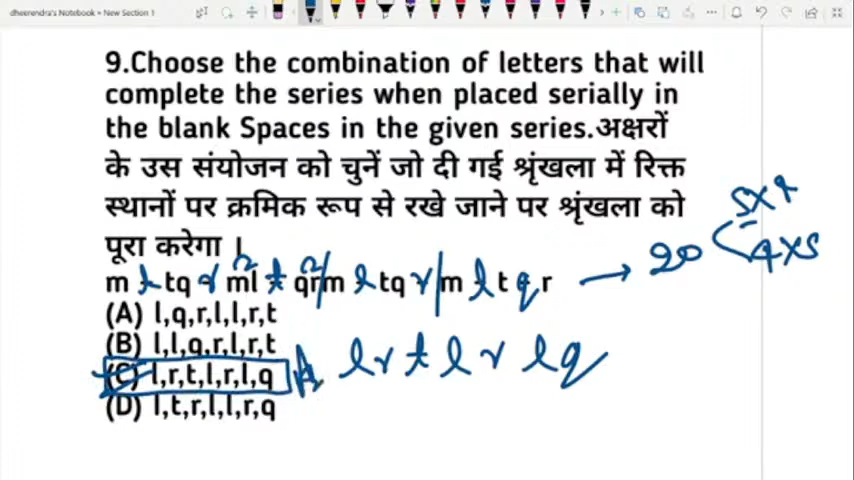 dheerendra's Notebook » New Section 1
9.Choose the combination of letters that will
complete the series when placed serially in
the blank Spaces in the given series.अक्षरों
के उस संयोजन को चुनें जो दी गई श्रृंखला में रिक्त
स्थानों पर क्रमिक रूप से रखे जाने पर श्रृंखला को
पूरा करेगा ।
5x4
m l tq r ml t qr/m l tq r/m l t q r → 20 4x5
(A) l,q,r,l,l,r,t
(B) l,l,q,r,l,r,t
(C) l,r,t,l,r,l,q l r t l r l q
(D) l,t,r,l,l,r,q